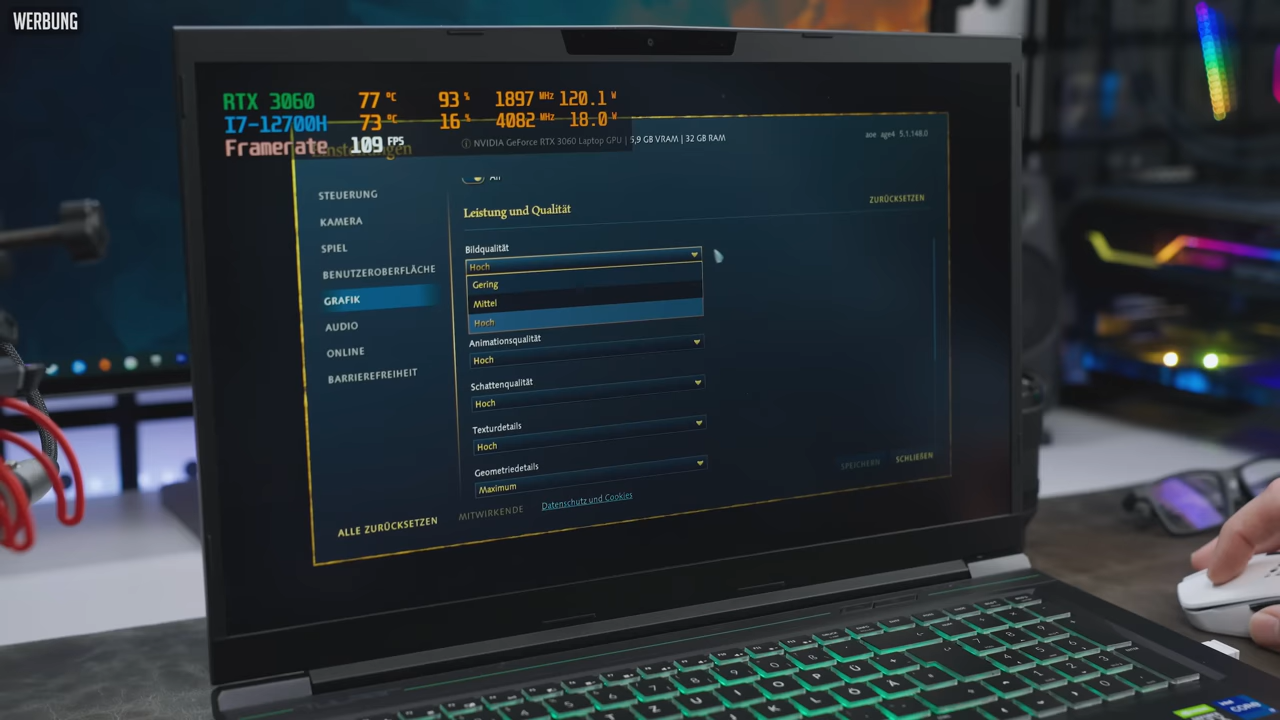 WERBUNG
RTX 3060 77 °C 93 % 1897 MHz 120.1 W
I7-12700H 73 °C 16 % 4082 MHz 18.0 W
Framerate 109 FPS
Einstellungen
NVIDIA GeForce RTX 3060 Laptop GPU | 5,9 GB VRAM | 32 GB RAM
aoe age4 5.1.148.0
STEUERUNG
KAMERA
SPIEL
BENUTZEROBERFLÄCHE
GRAFIK
AUDIO
ONLINE
BARRIEREFREIHEIT
An
Leistung und Qualität
ZURÜCKSETZEN
Bildqualität
Hoch
Gering
Mittel
Hoch
Animationsqualität
Hoch
Schattenqualität
Hoch
Texturdetails
Hoch
Geometriedetails
Maximum
ALLE ZURÜCKSETZEN
MITWIRKENDE
Datenschutz und Cookies
SPEICHERN
SCHLIEẞEN